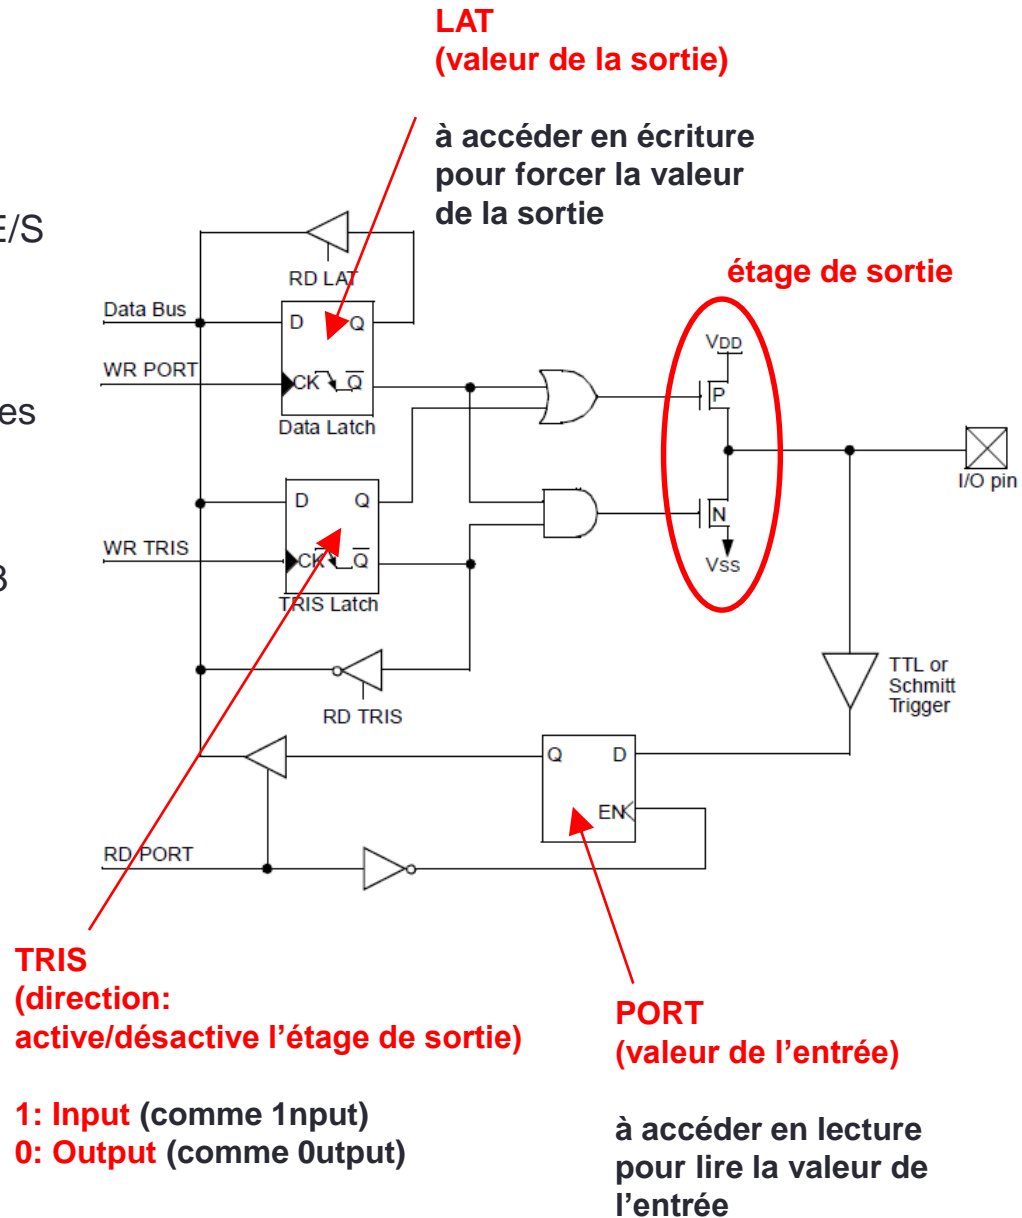 LAT
(valeur de la sortie)
à accéder en écriture
pour forcer la valeur
de la sortie
E/S
RD LAT
étage de sortie
Data Bus
D
Q
VDD
WR PORT
CK
Q
P
es
Data Latch
I/O pin
D
Q
N
WR TRIS
CK
Q
VSS
TRIS Latch
TTL or
Schmitt
Trigger
RD TRIS
Q
D
EN
RD PORT
TRIS
(direction:
active/désactive l’étage de sortie)
1: Input (comme 1nput)
0: Output (comme 0utput)
PORT
(valeur de l’entrée)
à accéder en lecture
pour lire la valeur de
l’entrée